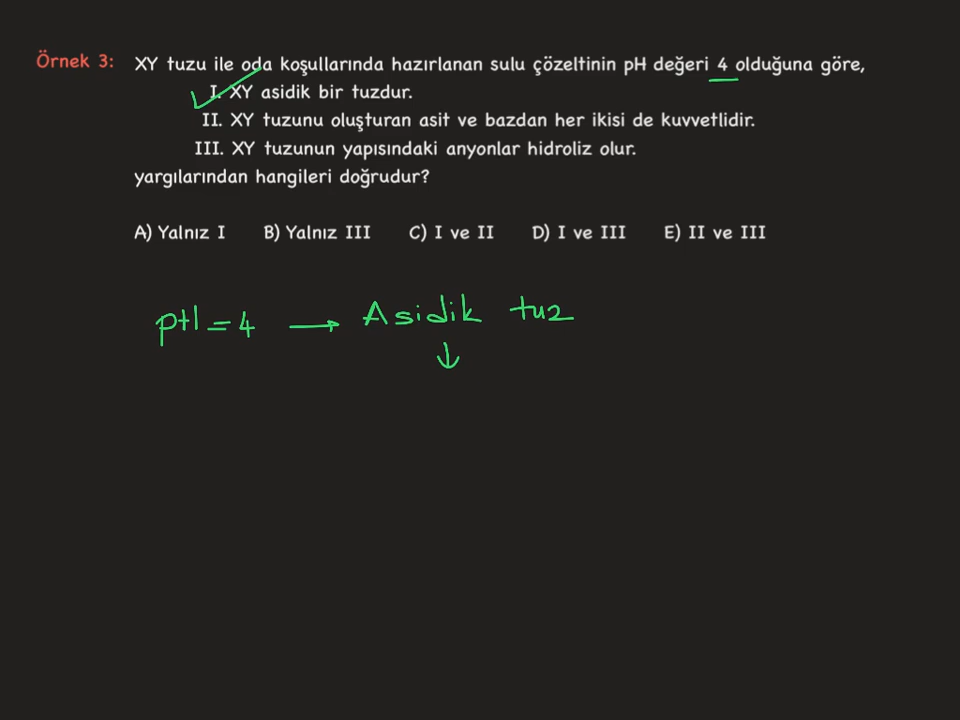 Örnek 3: XY tuzu ile oda koşullarında hazırlanan sulu çözeltinin pH değeri 4 olduğuna göre,
I. XY asidik bir tuzdur.
II. XY tuzunu oluşturan asit ve bazdan her ikisi de kuvvetlidir.
III. XY tuzunun yapısındaki anyonlar hidroliz olur.
yargılarından hangileri doğrudur?
A) Yalnız I B) Yalnız III C) I ve II D) I ve III E) II ve III
pH = 4 → Asidik tuz
↓